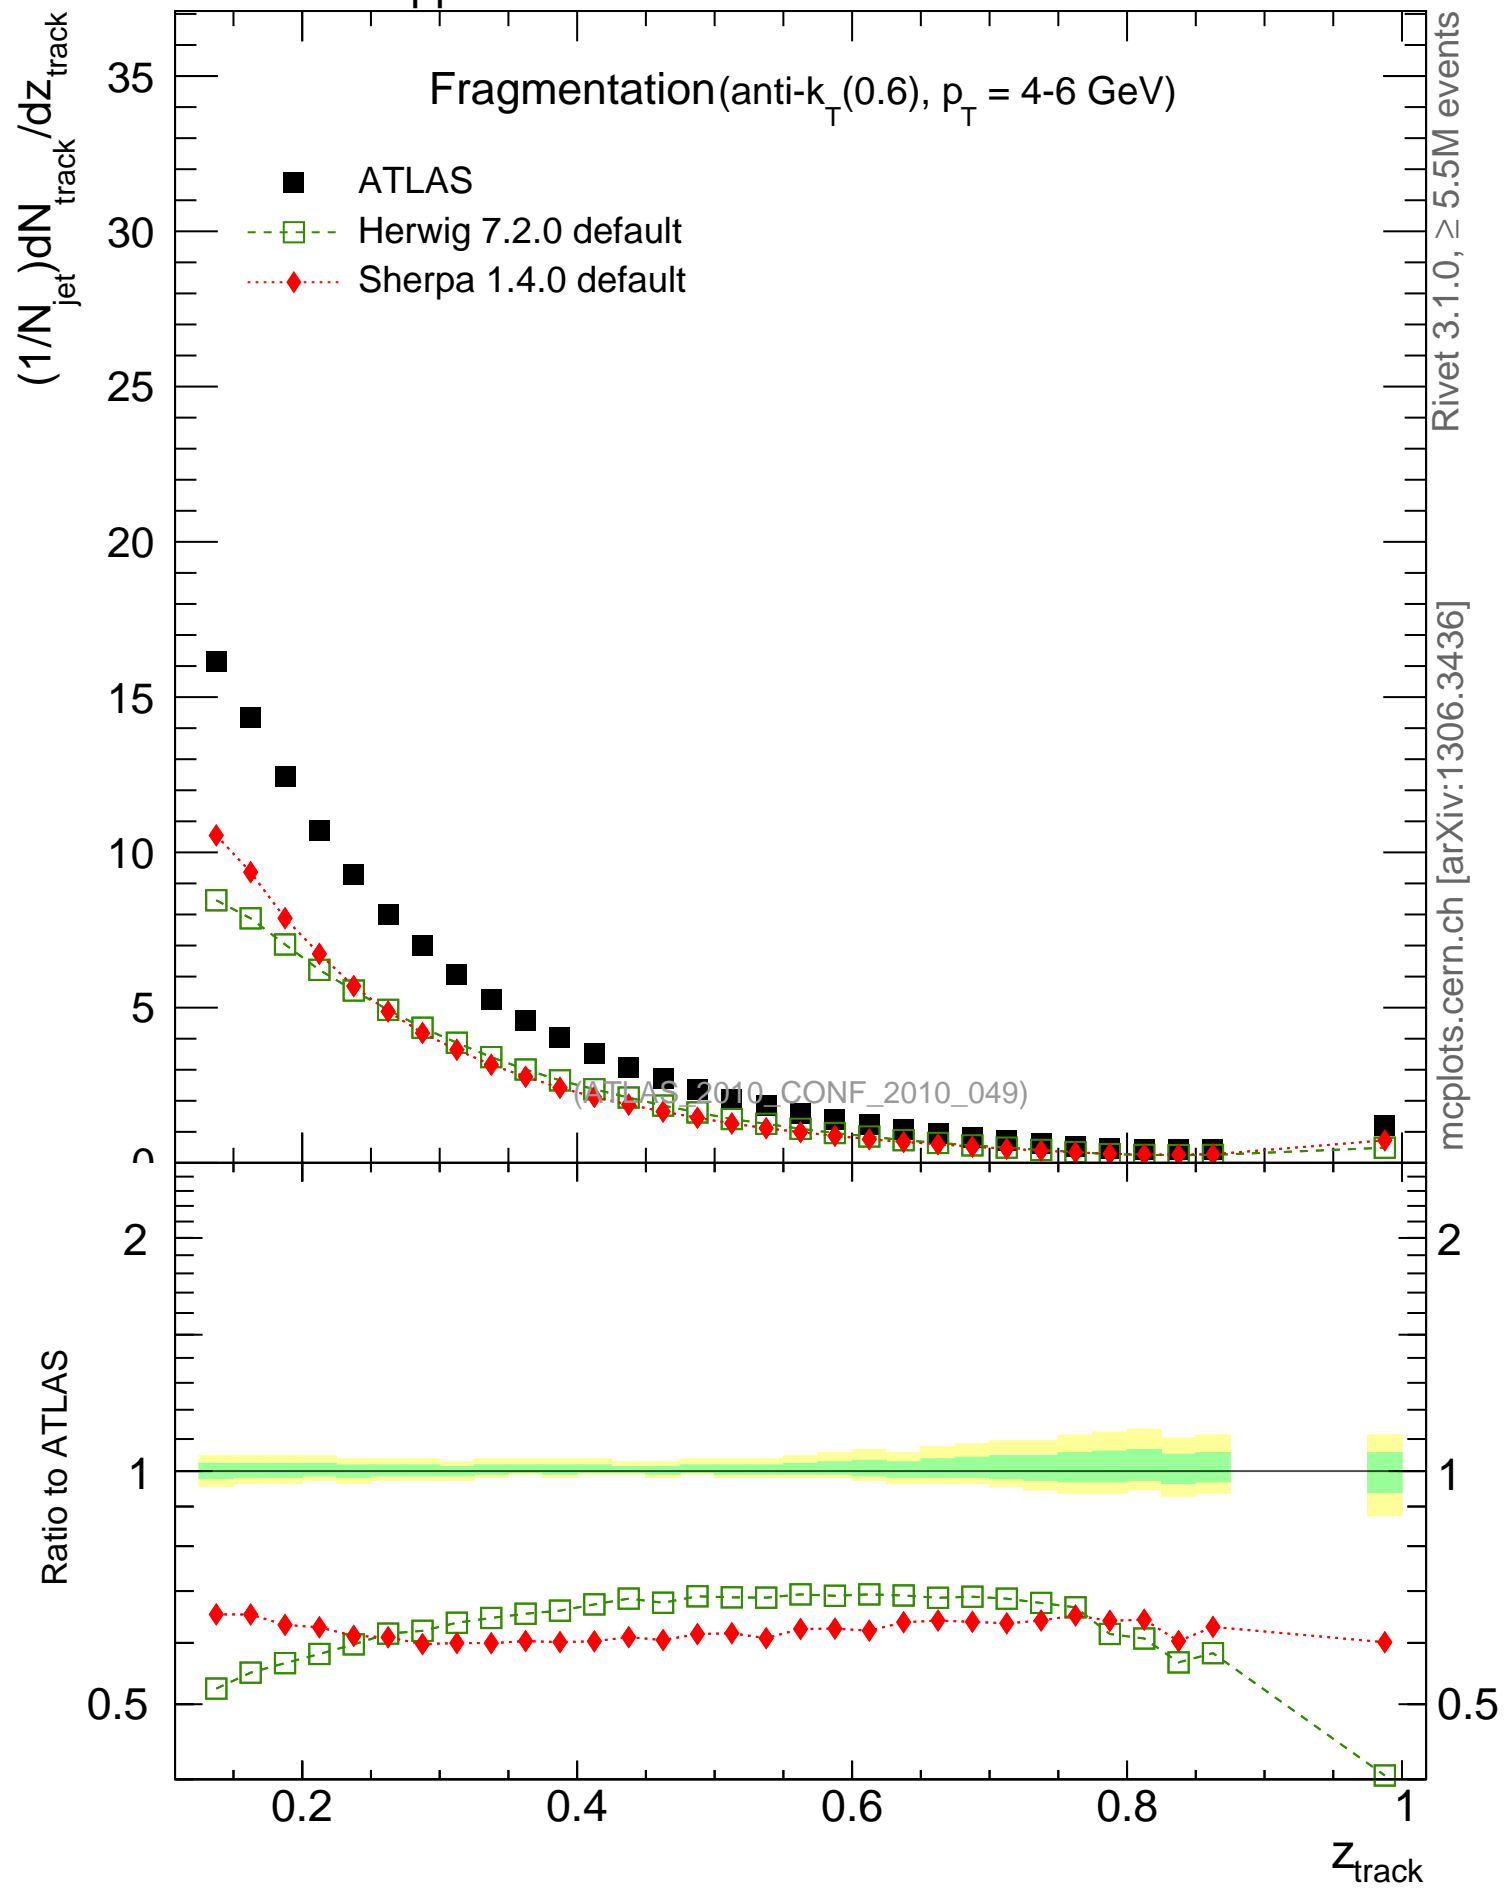 pp
Fragmentation (anti-k_T(0.6), p_T = 4-6 GeV)
(1/N_jet)dN_track/dz_track
ATLAS
Herwig 7.2.0 default
Sherpa 1.4.0 default
35
30
25
20
15
10
5
0
(ATLAS_2010_CONF_2010_049)
Rivet 3.1.0, ≥ 5.5M events
mcplots.cern.ch [arXiv:1306.3436]
Ratio to ATLAS
2
1
0.5
2
1
0.5
0.2 0.4 0.6 0.8 1
z_track